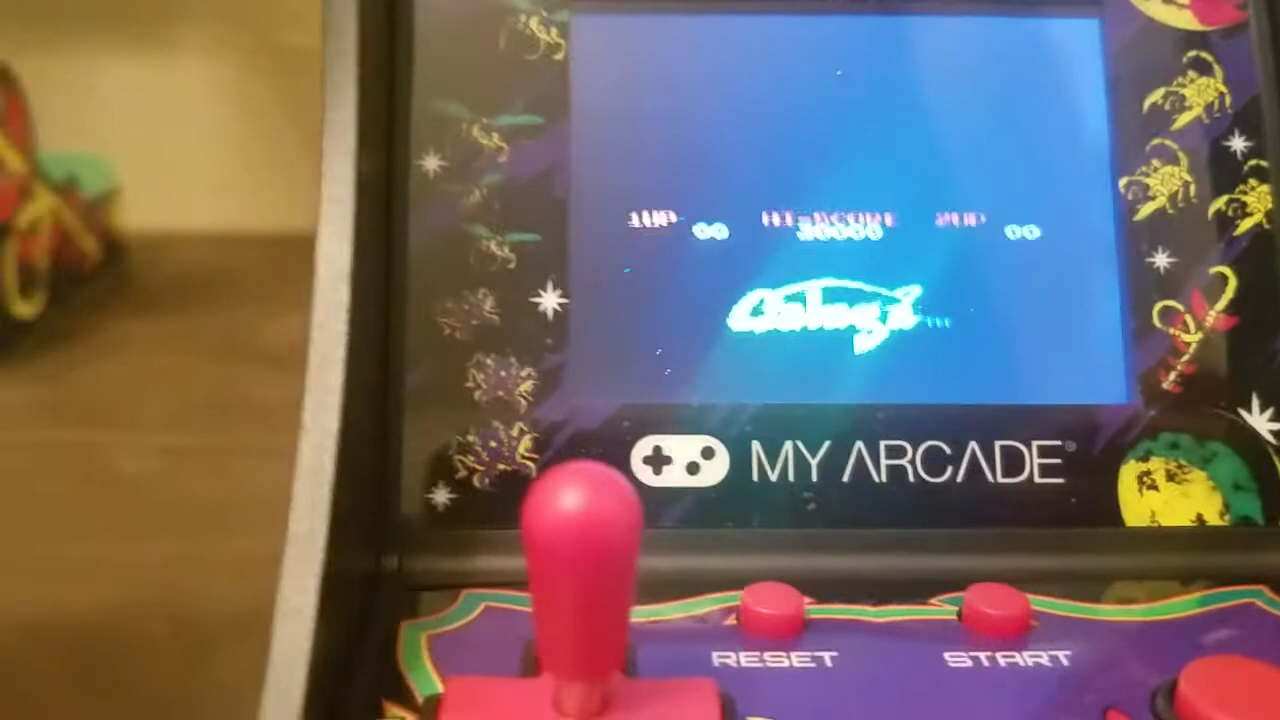 1UP HI-SCORE 2UP
00 20000 00
Galaga
MY ARCADE®
RESET START